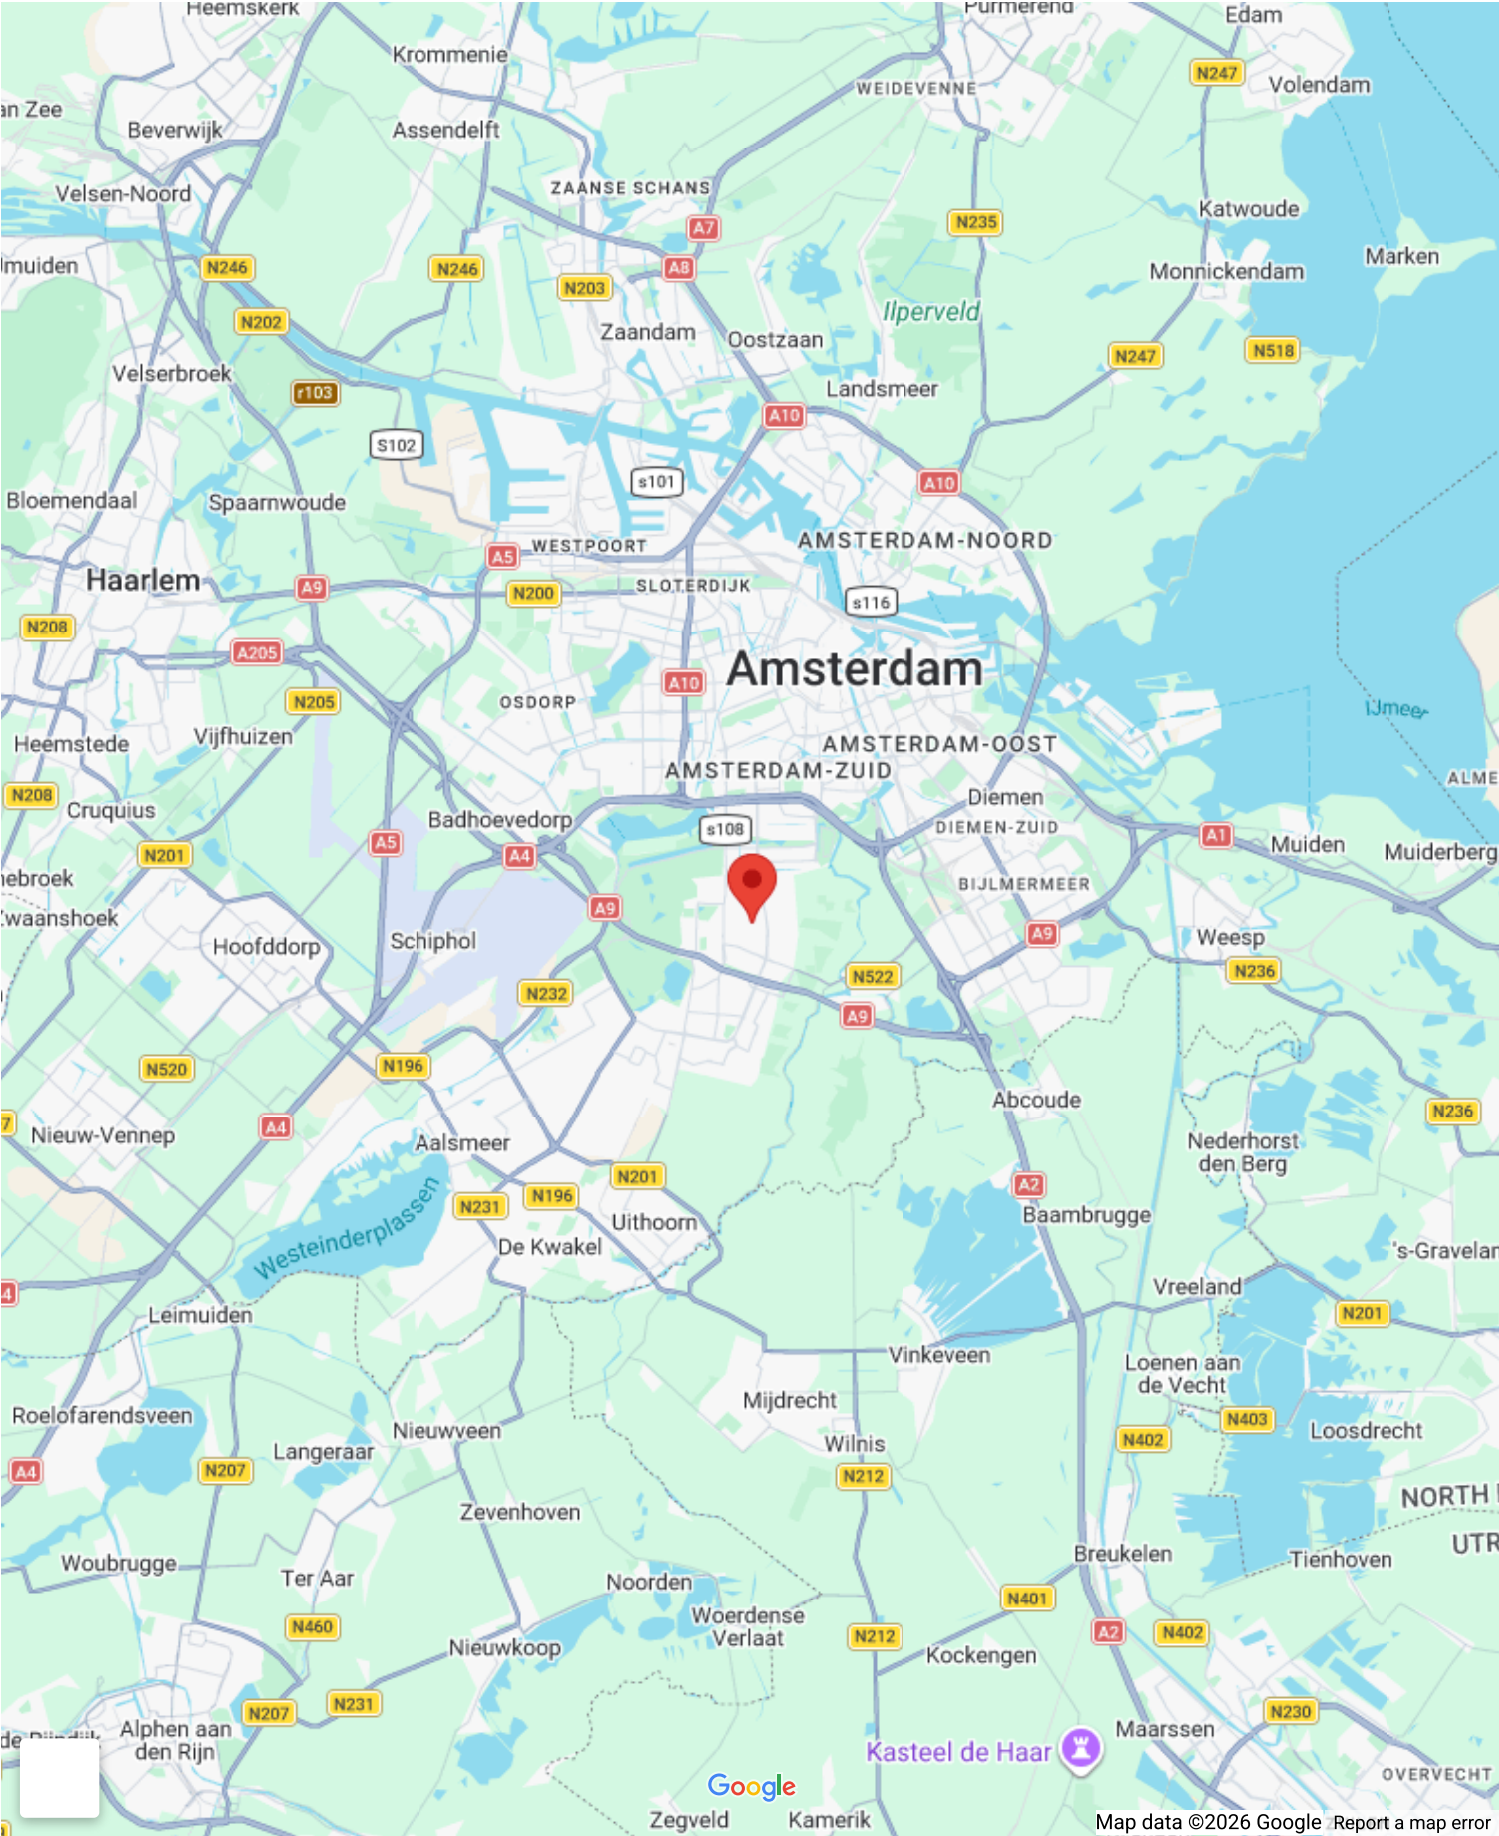 Heemskerk
Purmerend
Edam
Krommenie
N247
Volendam
WEIDEVENNE
an Zee
Beverwijk
Assendelft
Velsen-Noord
ZAANSE SCHANS
Katwoude
N235
A7
Marken
IJmuiden
N246
N246
A8
Monnickendam
N203
Ilperveld
N202
Zaandam
Oostzaan
N247
N518
Velserbroek
r103
Landsmeer
A10
S102
s101
A10
Bloemendaal
Spaarnwoude
AMSTERDAM-NOORD
A5
WESTPOORT
Haarlem
A9
N200
SLOTERDIJK
s116
N208
A205
Amsterdam
A10
N205
OSDORP
IJmeer
Vijfhuizen
Heemstede
AMSTERDAM-OOST
AMSTERDAM-ZUID
ALME
N208
Cruquius
Diemen
Badhoevedorp
s108
DIEMEN-ZUID
A5
A1
Muiden
Muiderberg
N201
A4
nebroek
BIJLMERMEER
A9
Zwaanshoek
Schiphol
Hoofddorp
A9
Weesp
N522
N236
N232
A9
N520
N196
Abcoude
N236
7
Nieuw-Vennep
A4
Aalsmeer
Nederhorst
den Berg
N201
A2
N231
N196
Westeinderplassen
Uithoorn
Baambrugge
De Kwakel
's-Gravelan
4
Vreeland
Leimuiden
N201
Vinkeveen
Loenen aan
de Vecht
Mijdrecht
Roelofarendsveen
N403
Nieuwveen
Loosdrecht
Langeraar
Wilnis
N402
A4
N207
N212
NORTH
Zevenhoven
UTR
Breukelen
Woubrugge
Tienhoven
Ter Aar
Noorden
N401
Woerdense
Verlaat
N460
N212
A2
N402
Nieuwkoop
Kockengen
N207
N231
N230
Alphen aan
den Rijn
Maarssen
Kasteel de Haar
OVERVECHT
Google
Zegveld
Kamerik
Map data ©2026 Google
Report a map error